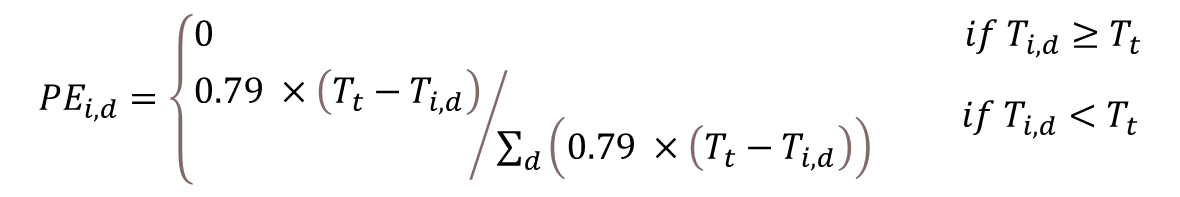 PE_{i,d} = { 0 if T_{i,d} ≥ T_t
0.79 × (T_t − T_{i,d}) / ∑_d (0.79 × (T_t − T_{i,d})) if T_{i,d} < T_t